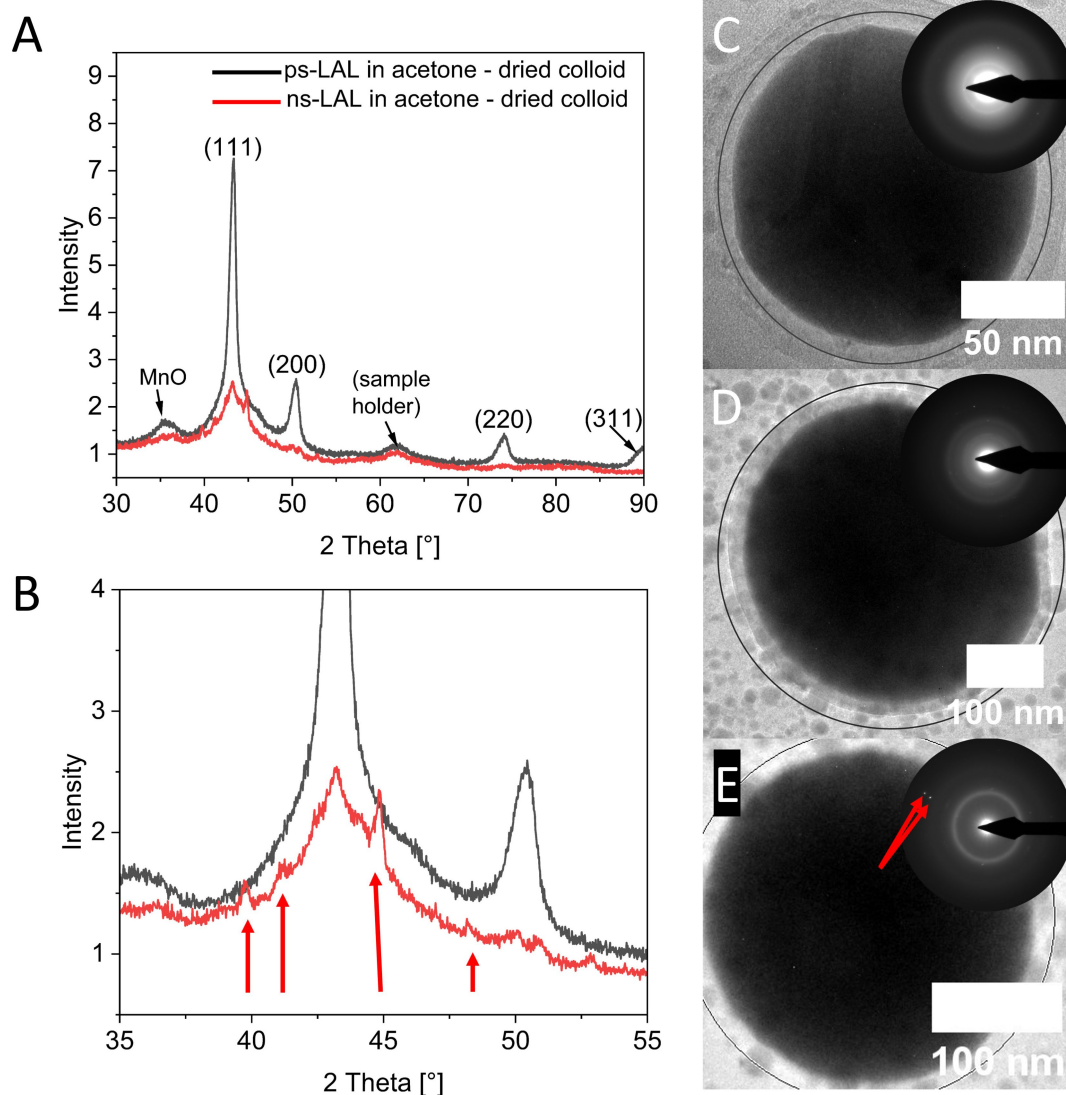 A
ps-LAL in acetone - dried colloid
ns-LAL in acetone - dried colloid
9
8
7
6
5
4
3
2
1
Intensity
(111)
MnO
(200)
(sample
holder)
(220)
(311)
30
40
50
60
70
80
90
2 Theta [°]
B
4
3
2
1
Intensity
35
40
45
50
55
2 Theta [°]
C
50 nm
D
100 nm
E
100 nm